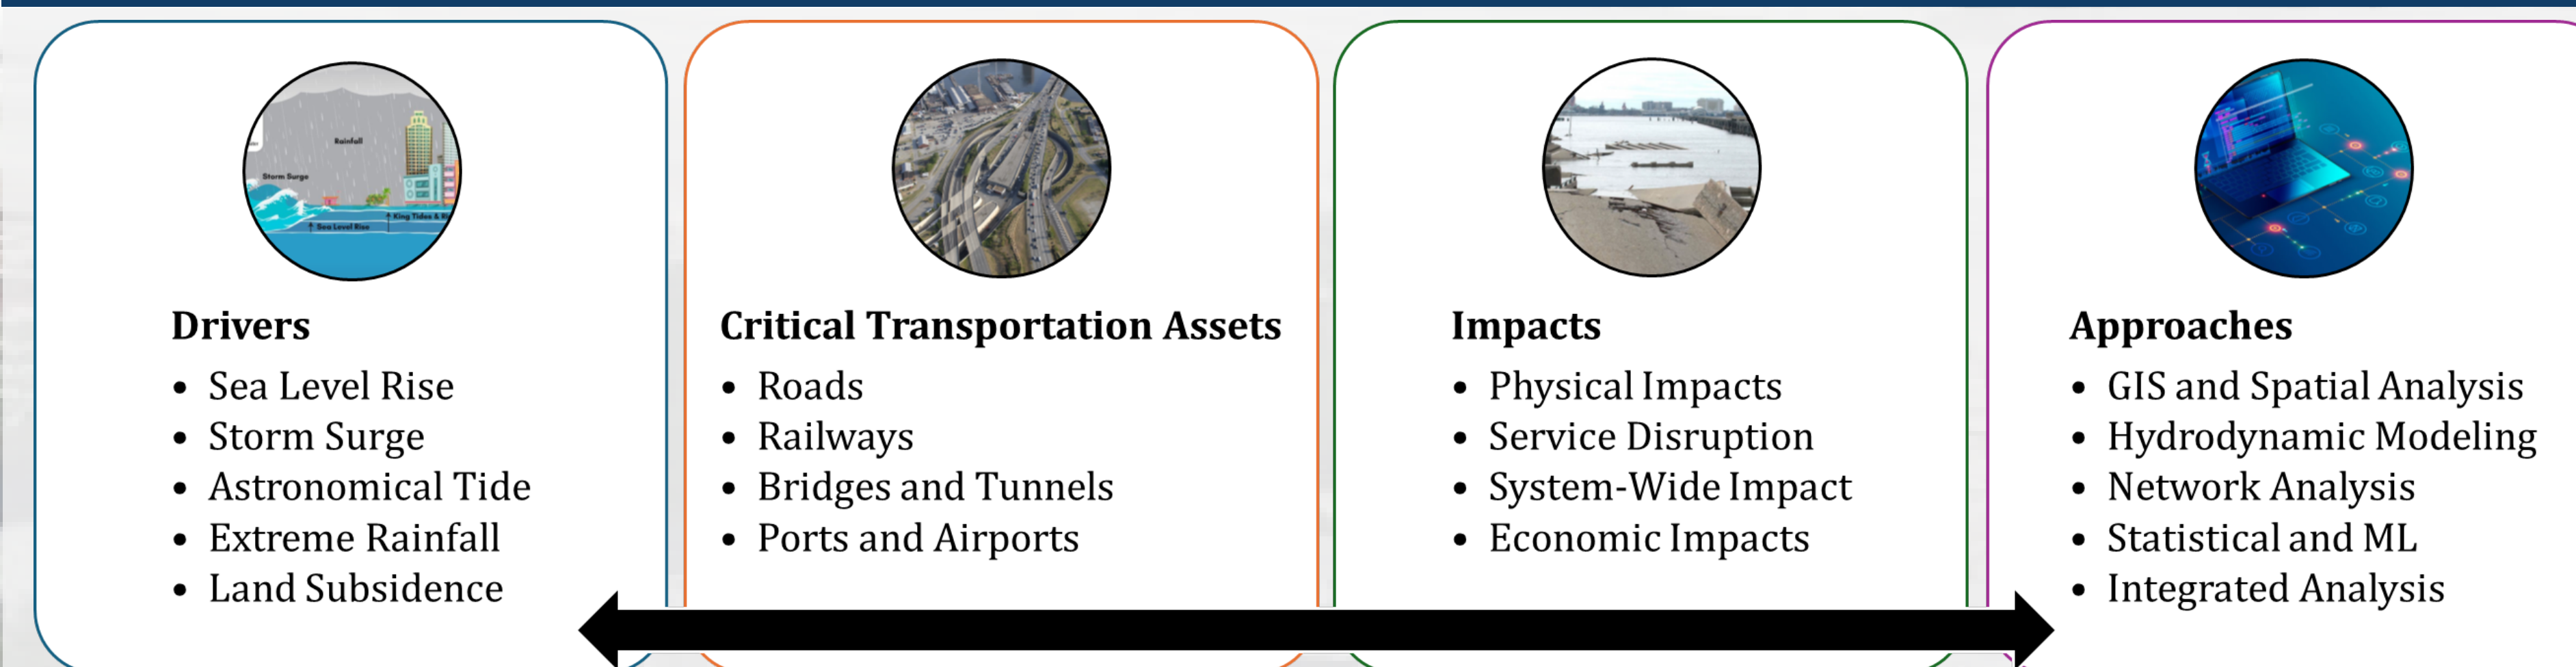 Rainfall
Storm Surge
King Tides &
Sea Level Rise
Drivers
• Sea Level Rise
• Storm Surge
• Astronomical Tide
• Extreme Rainfall
• Land Subsidence
Critical Transportation Assets
• Roads
• Railways
• Bridges and Tunnels
• Ports and Airports
Impacts
• Physical Impacts
• Service Disruption
• System-Wide Impact
• Economic Impacts
Approaches
• GIS and Spatial Analysis
• Hydrodynamic Modeling
• Network Analysis
• Statistical and ML
• Integrated Analysis